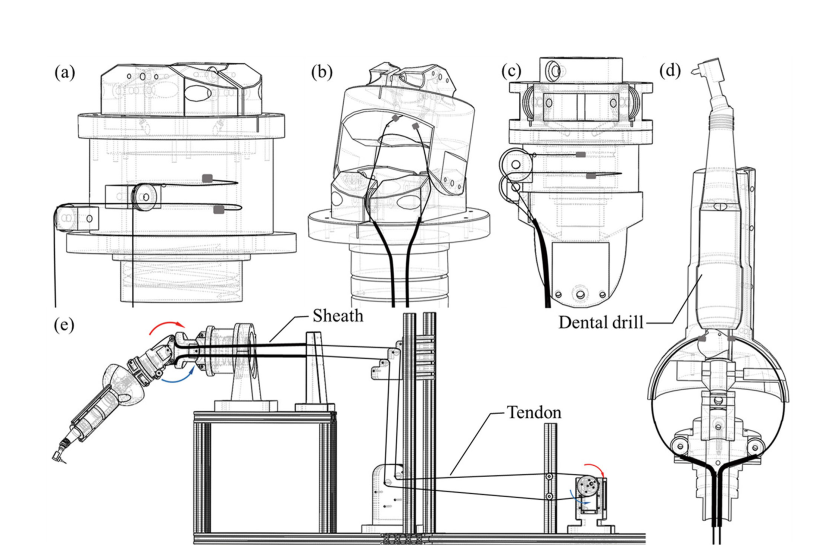 (a)
(b)
(c)
(d)
Dental drill
(e)
Sheath
Tendon